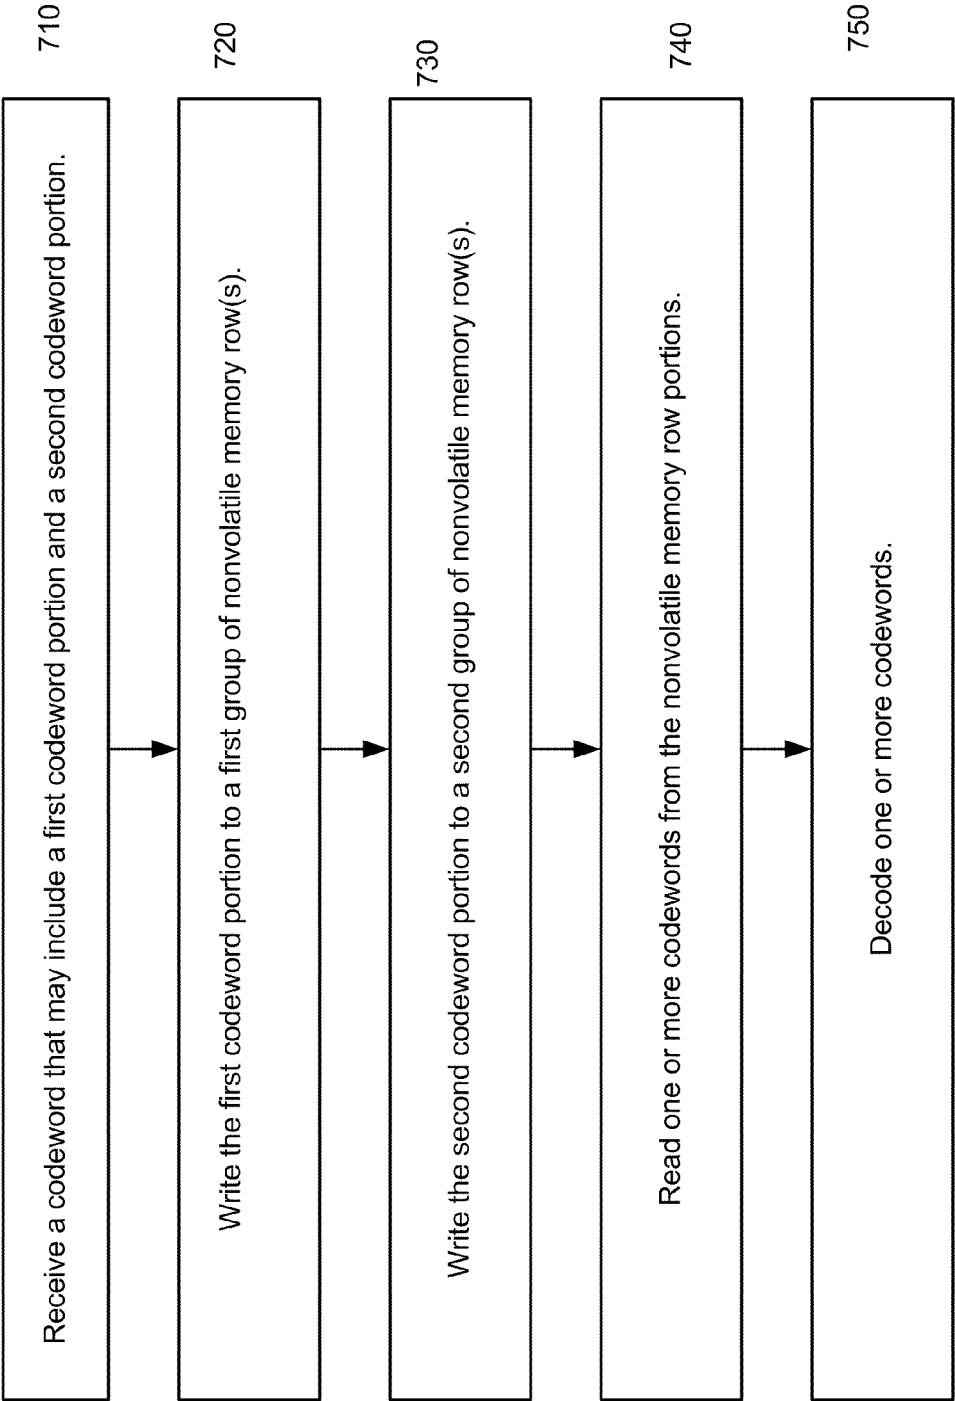 Receive a codeword that may include a first codeword portion and a second codeword portion.
710
Write the first codeword portion to a first group of nonvolatile memory row(s).
720
Write the second codeword portion to a second group of nonvolatile memory row(s).
730
Read one or more codewords from the nonvolatile memory row portions.
740
Decode one or more codewords.
750